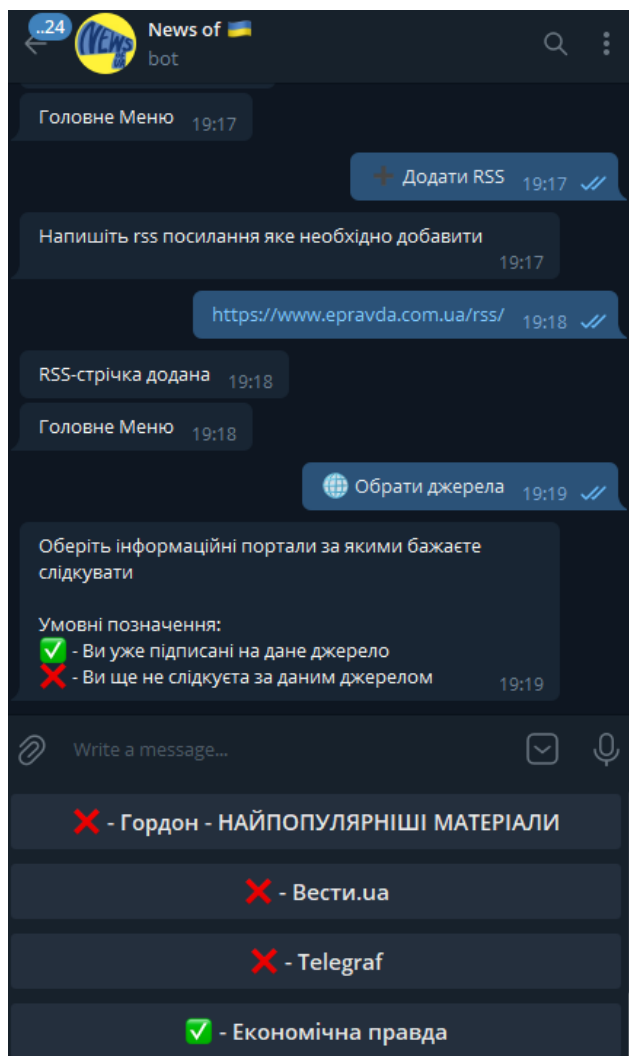 ..24
News of 🇺🇦
bot
NEWS
Головне Меню 19:17
➕ Додати RSS 19:17
Напишіть rss посилання яке необхідно добавити
19:17
https://www.epravda.com.ua/rss/ 19:18
RSS-стрічка додана 19:18
Головне Меню 19:18
🌐 Обрати джерела 19:19
Оберіть інформаційні портали за якими бажаєте
слідкувати
Умовні позначення:
✅ - Ви уже підписані на дане джерело
❌ - Ви ще не слідкуєта за даним джерелом 19:19
Write a message...
❌ - Гордон - НАЙПОПУЛЯРНІШІ МАТЕРІАЛИ
❌ - Вести.ua
❌ - Telegraf
✅ - Економічна правда